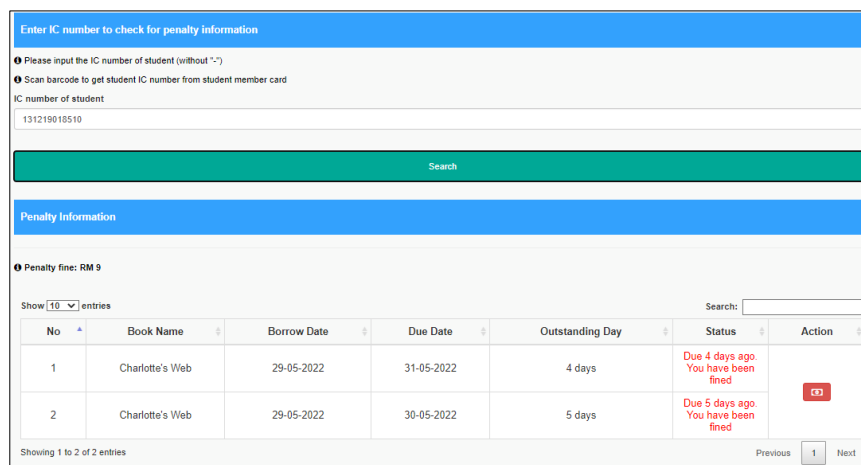 Enter IC number to check for penalty information
Please input the IC number of student (without "-")
Scan barcode to get student IC number from student member card
IC number of student
131219018510
Search
Penalty Information
Penalty fine: RM 9
Show 10 entries
Search:
No Book Name Borrow Date Due Date Outstanding Day Status Action
1 Charlotte's Web 29-05-2022 31-05-2022 4 days Due 4 days ago. You have been fined
2 Charlotte's Web 29-05-2022 30-05-2022 5 days Due 5 days ago. You have been fined
Showing 1 to 2 of 2 entries
Previous 1 Next